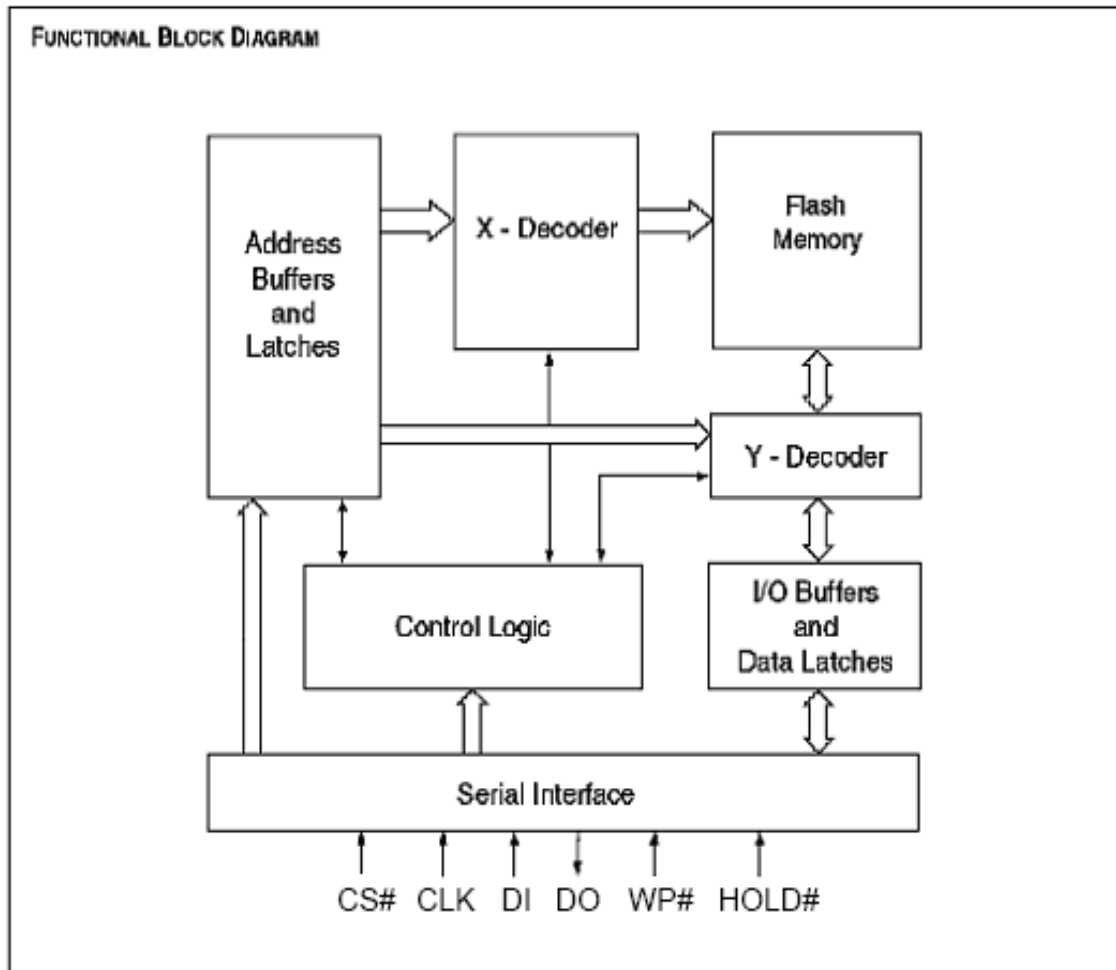 FUNCTIONAL BLOCK DIAGRAM
Address
Buffers
and
Latches
X - Decoder
Flash
Memory
Y - Decoder
Control Logic
I/O Buffers
and
Data Latches
Serial Interface
CS# CLK DI DO WP# HOLD#